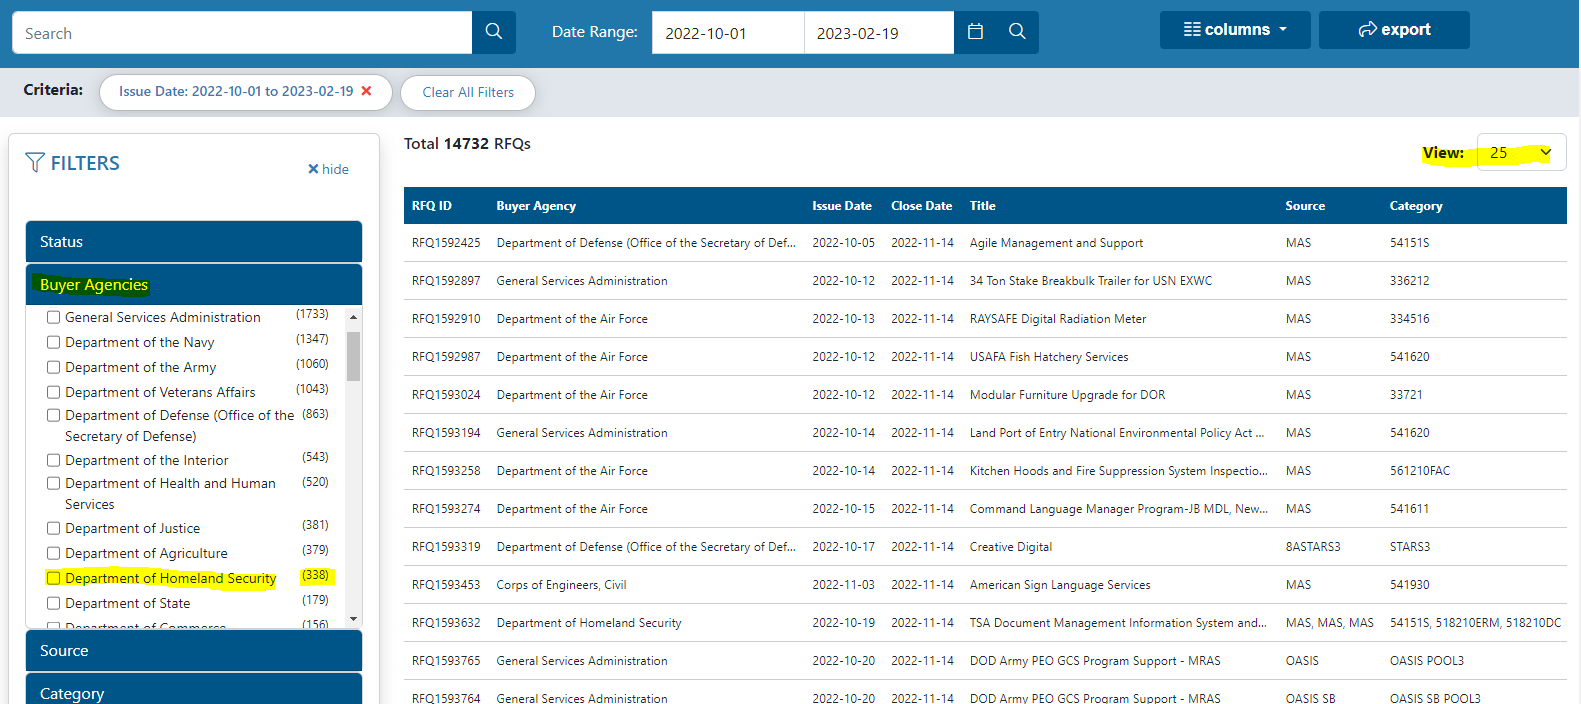 Search
Date Range:
2022-10-01
2023-02-19
columns
export
Criteria:
Issue Date: 2022-10-01 to 2023-02-19 ×
Clear All Filters
FILTERS
× hide
Status
Buyer Agencies
General Services Administration (1733)
Department of the Navy (1347)
Department of the Army (1060)
Department of Veterans Affairs (1043)
Department of Defense (Office of the (863)
Secretary of Defense)
Department of the Interior (543)
Department of Health and Human (520)
Services
Department of Justice (381)
Department of Agriculture (379)
Department of Homeland Security (338)
Department of State (179)
Department of Commerce (156)
Source
Category
Total 14732 RFQs
View: 25
RFQ ID Buyer Agency Issue Date Close Date Title Source Category
RFQ1592425 Department of Defense (Office of the Secretary of Def... 2022-10-05 2022-11-14 Agile Management and Support MAS 54151S
RFQ1592897 General Services Administration 2022-10-12 2022-11-14 34 Ton Stake Breakbulk Trailer for USN EXWC MAS 336212
RFQ1592910 Department of the Air Force 2022-10-13 2022-11-14 RAYSAFE Digital Radiation Meter MAS 334516
RFQ1592987 Department of the Air Force 2022-10-12 2022-11-14 USAFA Fish Hatchery Services MAS 541620
RFQ1593024 Department of the Air Force 2022-10-12 2022-11-14 Modular Furniture Upgrade for DOR MAS 33721
RFQ1593194 General Services Administration 2022-10-14 2022-11-14 Land Port of Entry National Environmental Policy Act ... MAS 541620
RFQ1593258 Department of the Air Force 2022-10-14 2022-11-14 Kitchen Hoods and Fire Suppression System Inspectio... MAS 561210FAC
RFQ1593274 Department of the Air Force 2022-10-15 2022-11-14 Command Language Manager Program-JB MDL, New... MAS 541611
RFQ1593319 Department of Defense (Office of the Secretary of Def... 2022-10-17 2022-11-14 Creative Digital 8ASTARS3 STARS3
RFQ1593453 Corps of Engineers, Civil 2022-11-03 2022-11-14 American Sign Language Services MAS 541930
RFQ1593632 Department of Homeland Security 2022-10-19 2022-11-14 TSA Document Management Information System and... MAS, MAS, MAS 54151S, 518210ERM, 518210DC
RFQ1593765 General Services Administration 2022-10-20 2022-11-14 DOD Army PEO GCS Program Support - MRAS OASIS OASIS POOL3
RFQ1593764 General Services Administration 2022-10-20 2022-11-14 DOD Army PEO GCS Program Support - MRAS OASIS SB OASIS SB POOL3